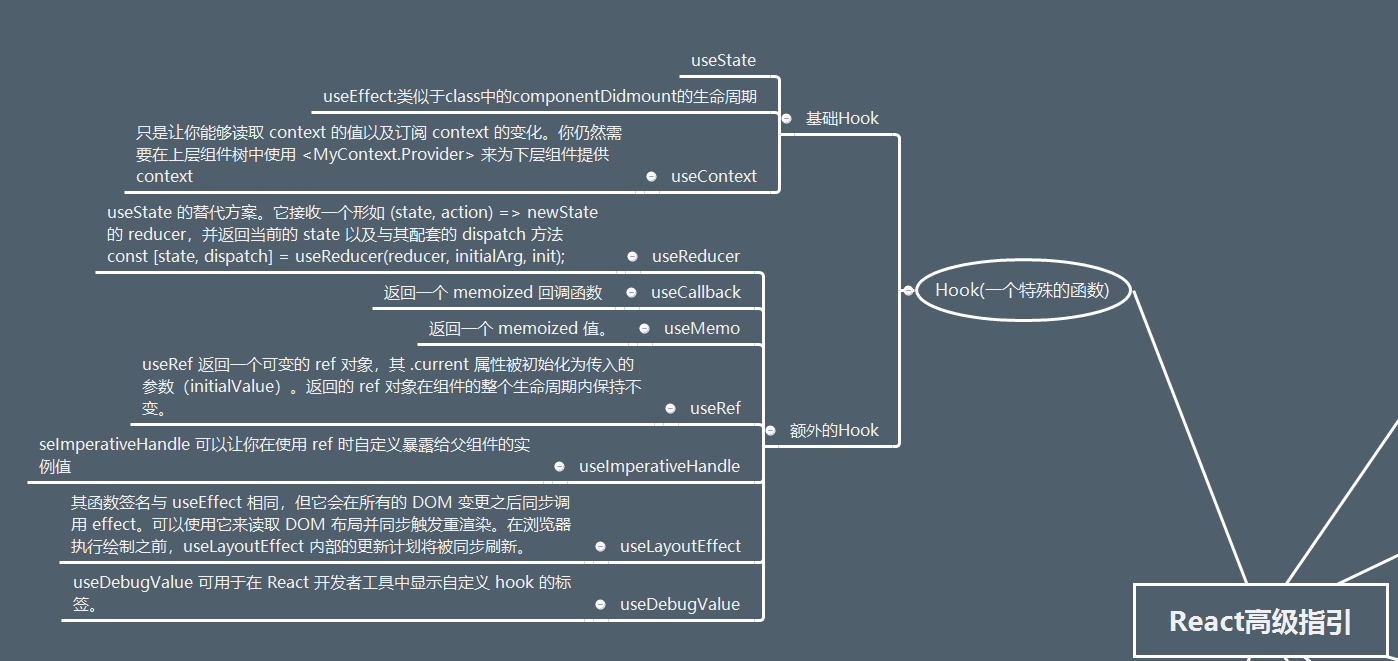 useState
useEffect:类似于class中的componentDidmount的生命周期
基础Hook
只是让你能够读取 context 的值以及订阅 context 的变化。你仍然需
要在上层组件树中使用 <MyContext.Provider> 来为下层组件提供
context
useContext
useState 的替代方案。它接收一个形如 (state, action) => newState
的 reducer，并返回当前的 state 以及与其配套的 dispatch 方法
const [state, dispatch] = useReducer(reducer, initialArg, init);
useReducer
返回一个 memoized 回调函数
useCallback
Hook(一个特殊的函数)
返回一个 memoized 值。
useMemo
useRef 返回一个可变的 ref 对象，其 .current 属性被初始化为传入的
参数（initialValue）。返回的 ref 对象在组件的整个生命周期内保持不
变。
useRef
额外的Hook
seImperativeHandle 可以让你在使用 ref 时自定义暴露给父组件的实
例值
useImperativeHandle
其函数签名与 useEffect 相同，但它会在所有的 DOM 变更之后同步调
用 effect。可以使用它来读取 DOM 布局并同步触发重渲染。在浏览器
执行绘制之前，useLayoutEffect 内部的更新计划将被同步刷新。
useLayoutEffect
useDebugValue 可用于在 React 开发者工具中显示自定义 hook 的标
签。
useDebugValue
React高级指引